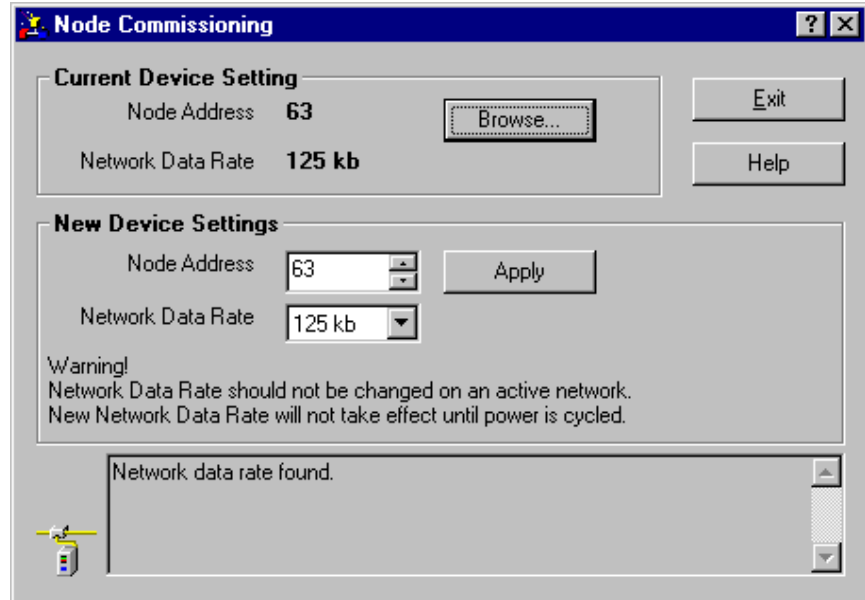 Node Commissioning
Current Device Setting
Node Address 63
Browse...
Network Data Rate 125 kb
Exit
Help
New Device Settings
Node Address 63
Apply
Network Data Rate 125 kb
Warning!
Network Data Rate should not be changed on an active network.
New Network Data Rate will not take effect until power is cycled.
Network data rate found.